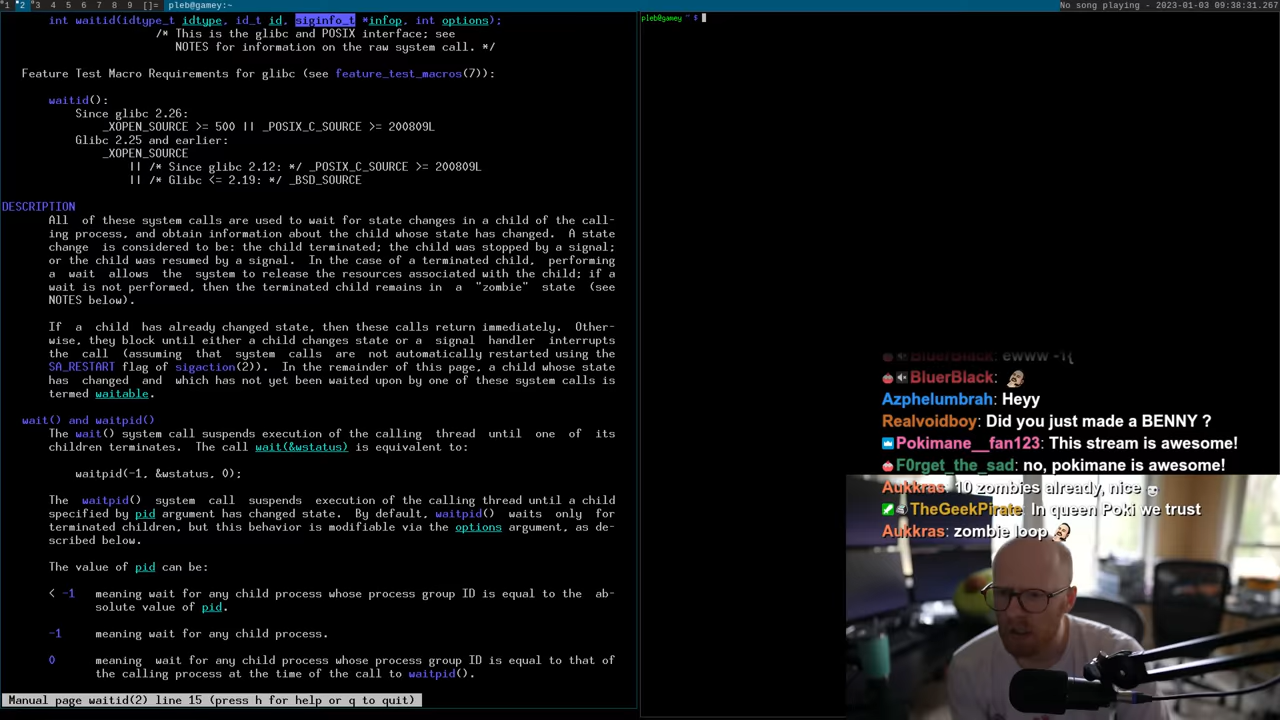 1 2 3 4 5 6 7 8 9 []= pleb@gamey:~
No song playing - 2023-01-03 09:38:31.267
int waitid(idtype_t idtype, id_t id, siginfo_t *infop, int options);
/* This is the glibc and POSIX interface; see
NOTES for information on the raw system call. */
Feature Test Macro Requirements for glibc (see feature_test_macros(7)):
waitid():
Since glibc 2.26:
_XOPEN_SOURCE >= 500 || _POSIX_C_SOURCE >= 200809L
Glibc 2.25 and earlier:
_XOPEN_SOURCE
|| /* Since glibc 2.12: */ _POSIX_C_SOURCE >= 200809L
|| /* Glibc <= 2.19: */ _BSD_SOURCE
DESCRIPTION
All of these system calls are used to wait for state changes in a child of the call-
ing process, and obtain information about the child whose state has changed. A state
change is considered to be: the child terminated; the child was stopped by a signal;
or the child was resumed by a signal. In the case of a terminated child, performing
a wait allows the system to release the resources associated with the child; if a
wait is not performed, then the terminated child remains in a "zombie" state (see
NOTES below).
If a child has already changed state, then these calls return immediately. Other-
wise, they block until either a child changes state or a signal handler interrupts
the call (assuming that system calls are not automatically restarted using the
SA_RESTART flag of sigaction(2)). In the remainder of this page, a child whose state
has changed and which has not yet been waited upon by one of these system calls is
termed waitable.
wait() and waitpid()
The wait() system call suspends execution of the calling thread until one of its
children terminates. The call wait(&wstatus) is equivalent to:
waitpid(-1, &wstatus, 0);
The waitpid() system call suspends execution of the calling thread until a child
specified by pid argument has changed state. By default, waitpid() waits only for
terminated children, but this behavior is modifiable via the options argument, as de-
scribed below.
The value of pid can be:
< -1 meaning wait for any child process whose process group ID is equal to the ab-
solute value of pid.
-1 meaning wait for any child process.
0 meaning wait for any child process whose process group ID is equal to that of
the calling process at the time of the call to waitpid().
Manual page waitid(2) line 15 (press h for help or q to quit)
pleb@gamey ~ $
BluerBlack: ewww -1{
BluerBlack:
Azphelumbrah: Heyy
Realvoidboy: Did you just made a BENNY ?
Pokimane__fan123: This stream is awesome!
F0rget_the_sad: no, pokimane is awesome!
Aukkras: 10 zombies already, nice
TheGeekPirate: In queen Poki we trust
Aukkras: zombie loop